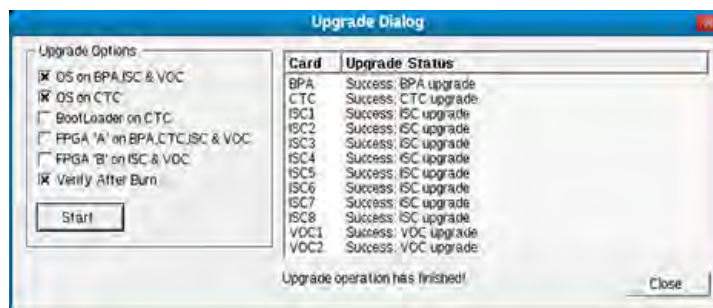 Upgrade Dialog
Upgrade Options
OS on BPA,ISC & VOC
OS on CTC
BootLoader on CTC
FPGA 'A' on BPA,CTC,ISC & VOC
FPGA 'B' on ISC & VOC
Verify After Burn
Start
Card Upgrade Status
BPA Success: BPA upgrade
CTC Success: CTC upgrade
ISC1 Success: ISC upgrade
ISC2 Success: ISC upgrade
ISC3 Success: ISC upgrade
ISC4 Success: ISC upgrade
ISC5 Success: ISC upgrade
ISC6 Success: ISC upgrade
ISC7 Success: ISC upgrade
ISC8 Success: ISC upgrade
VOC1 Success: VOC upgrade
VOC2 Success: VOC upgrade
Upgrade operation has finished!
Close